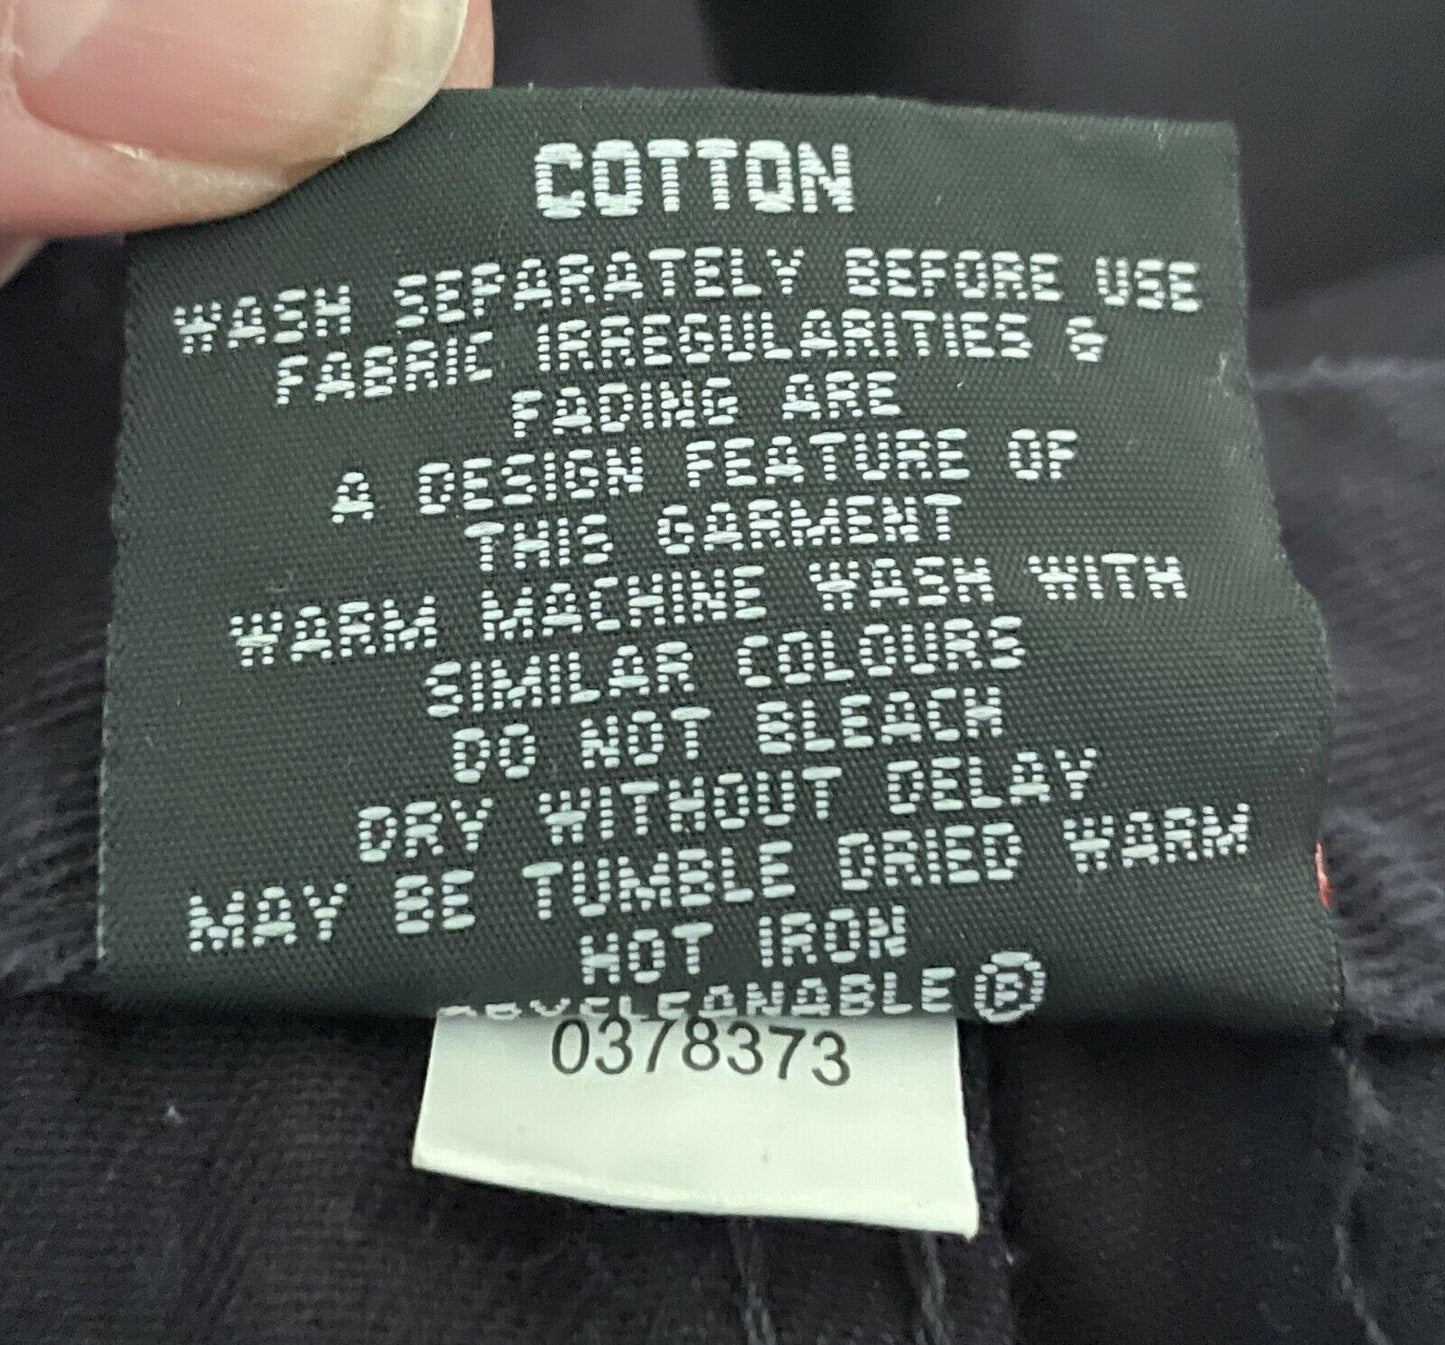 COTTON
WASH SEPARATELY BEFORE USE
FABRIC IRREGULARITIES &
FADING ARE
A DESIGN FEATURE OF
THIS GARMENT
WARM MACHINE WASH WITH
SIMILAR COLOURS
DO NOT BLEACH
DRY WITHOUT DELAY
MAY BE TUMBLE DRIED WARM
HOT IRON
DRYCLEANABLE Ⓟ
0378373